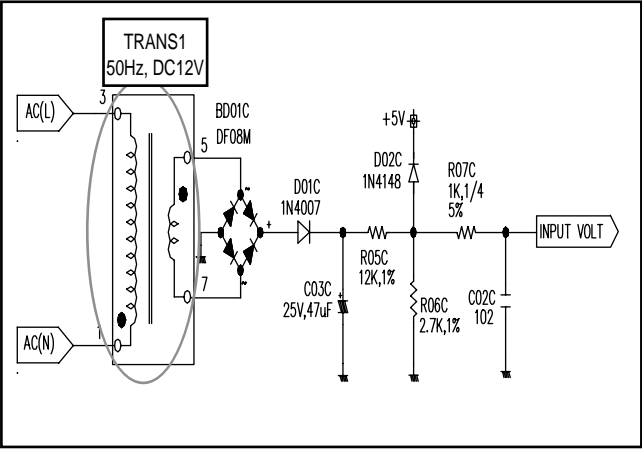 TRANS1
50Hz, DC12V
AC(L)
3
BD01C
DF08M
5
+5V
D02C
1N4148
R07C
1K,1/4
5%
D01C
1N4007
~
+
INPUT VOLT
R05C
12K,1%
C03C
25V,47uF
+
R06C
2.7K,1%
C02C
102
7
~
AC(N)
1